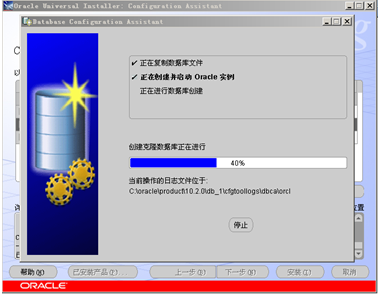 Oracle Universal Installer: Configuration Assistant
Database Configuration Assistant
正在复制数据库文件
正在创建并启动 Oracle 实例
正在进行数据库创建
创建克隆数据库正在进行
40%
当前操作的日志文件位于:
C:\oracle\product\10.2.0\db_1\cfgtoollogs\dbca\orcl
停止
帮助(H)
已安装产品(P)...
上一步(B)
下一步(N)
安装(I)
取消
ORACLE